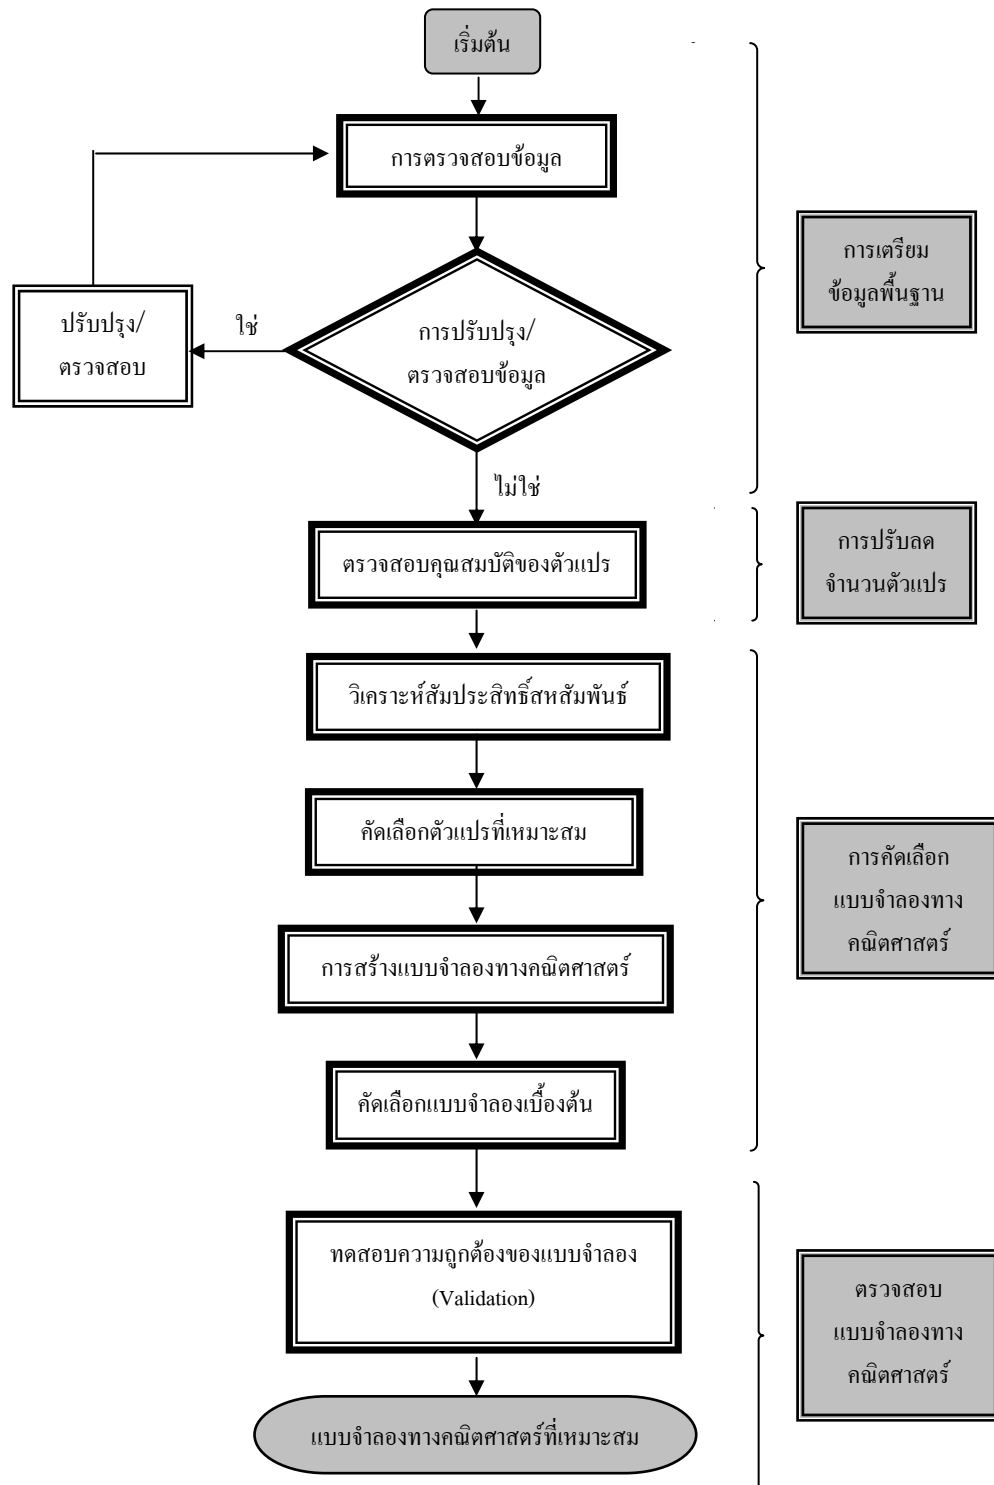 เริ่มต้น
การตรวจสอบข้อมูล
การเตรียม
ข้อมูลพื้นฐาน
ปรับปรุง/
ตรวจสอบ
ใช่
การปรับปรุง/
ตรวจสอบข้อมูล
ไม่ใช่
ตรวจสอบคุณสมบัติของตัวแปร
การปรับลด
จำนวนตัวแปร
วิเคราะห์สัมประสิทธิ์สหสัมพันธ์
คัดเลือกตัวแปรที่เหมาะสม
การสร้างแบบจำลองทางคณิตศาสตร์
คัดเลือกแบบจำลองเบื้องต้น
การคัดเลือก
แบบจำลองทาง
คณิตศาสตร์
ทดสอบความถูกต้องของแบบจำลอง
(Validation)
ตรวจสอบ
แบบจำลองทาง
คณิตศาสตร์
แบบจำลองทางคณิตศาสตร์ที่เหมาะสม